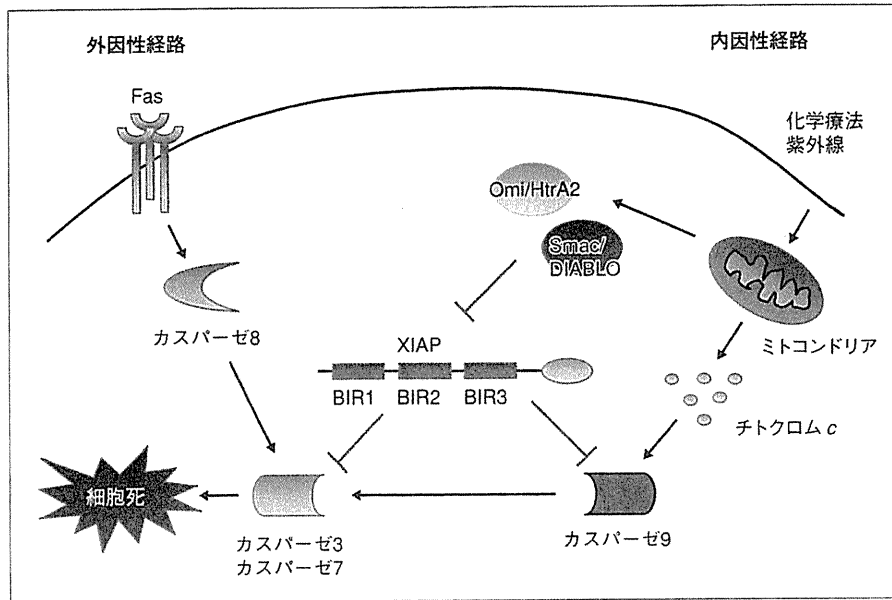 外因性経路
内因性経路
Fas
化学療法
紫外線
Omi/HtrA2
Smac/
DIABLO
カスパーゼ8
ミトコンドリア
XIAP
BIR1 BIR2 BIR3
チトクロム c
細胞死
カスパーゼ3
カスパーゼ7
カスパーゼ9